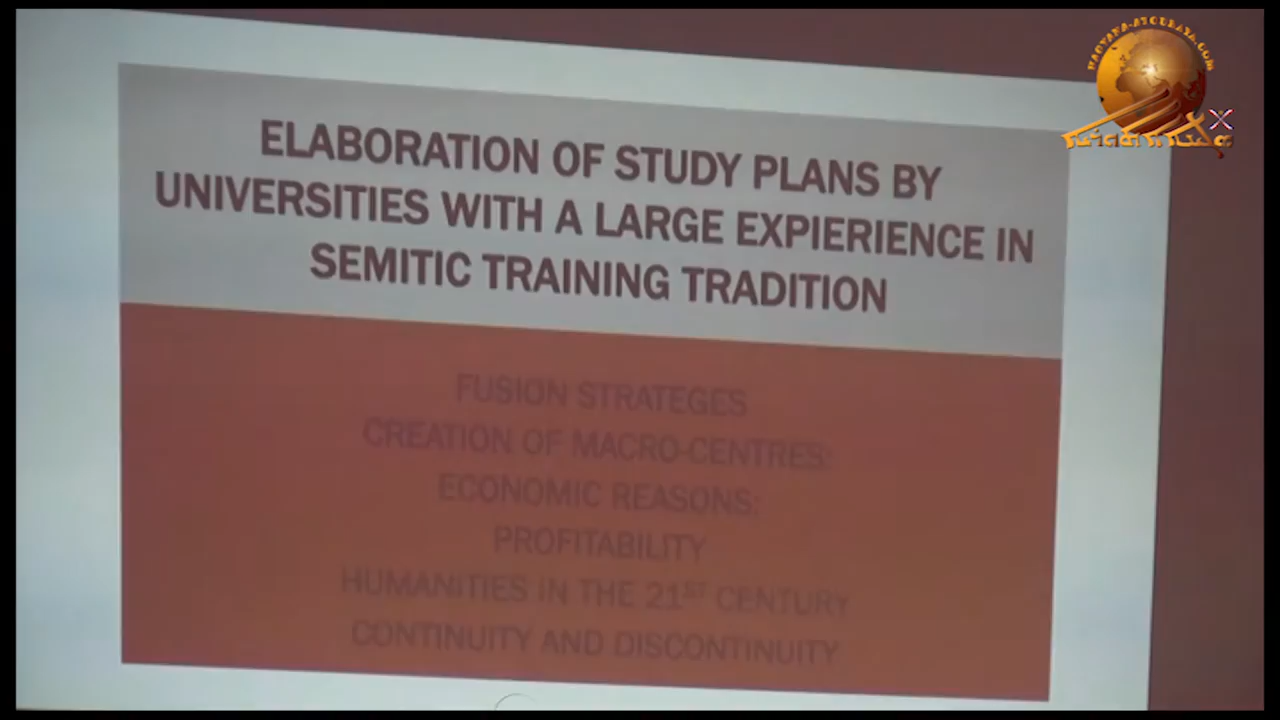 ELABORATION OF STUDY PLANS BY
UNIVERSITIES WITH A LARGE EXPIERIENCE IN
SEMITIC TRAINING TRADITION
FUSION STRATEGES
CREATION OF MACRO-CENTRES:
ECONOMIC REASONS:
PROFITABILITY
HUMANITIES IN THE 21ST CENTURY
CONTINUITY AND DISCONTINUITY